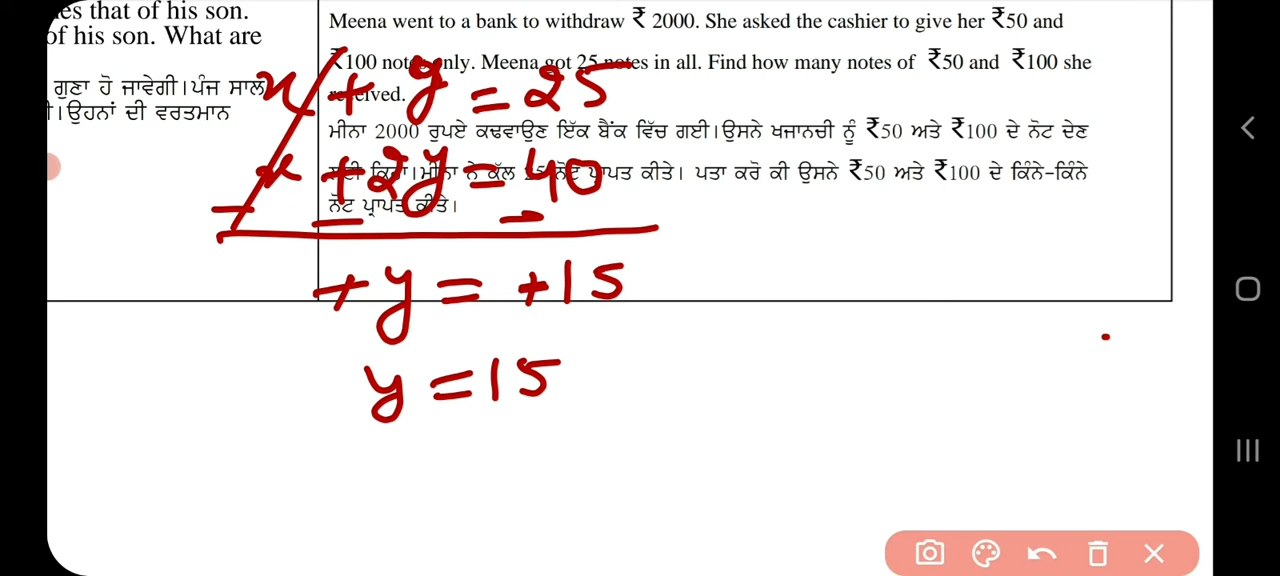 es that of his son.
of his son. What are
ਗੁਣਾ ਹੋ ਜਾਵੇਗੀ। ਪੰਜ ਸਾਲ
।ਉਹਨਾਂ ਦੀ ਵਰਤਮਾਨ
Meena went to a bank to withdraw ₹ 2000. She asked the cashier to give her ₹50 and
₹100 notes only. Meena got 25 notes in all. Find how many notes of ₹50 and ₹100 she
received.
ਮੀਨਾ 2000 ਰੁਪਏ ਕਢਵਾਉਣ ਇੱਕ ਬੈਂਕ ਵਿੱਚ ਗਈ। ਉਸਨੇ ਖਜਾਨਚੀ ਨੂੰ ₹50 ਅਤੇ ₹100 ਦੇ ਨੋਟ ਦੇਣ
ਲਈ ਕਿਹਾ। ਮੀਨਾ ਨੇ ਕੁੱਲ 25 ਨੋਟ ਪ੍ਰਾਪਤ ਕੀਤੇ। ਪਤਾ ਕਰੋ ਕੀ ਉਸਨੇ ₹50 ਅਤੇ ₹100 ਦੇ ਕਿੰਨੇ-ਕਿੰਨੇ
ਨੋਟ ਪ੍ਰਾਪਤ ਕੀਤੇ।
x + y = 25
x + 2y = 40
- - -
+ y = + 15
y = 15